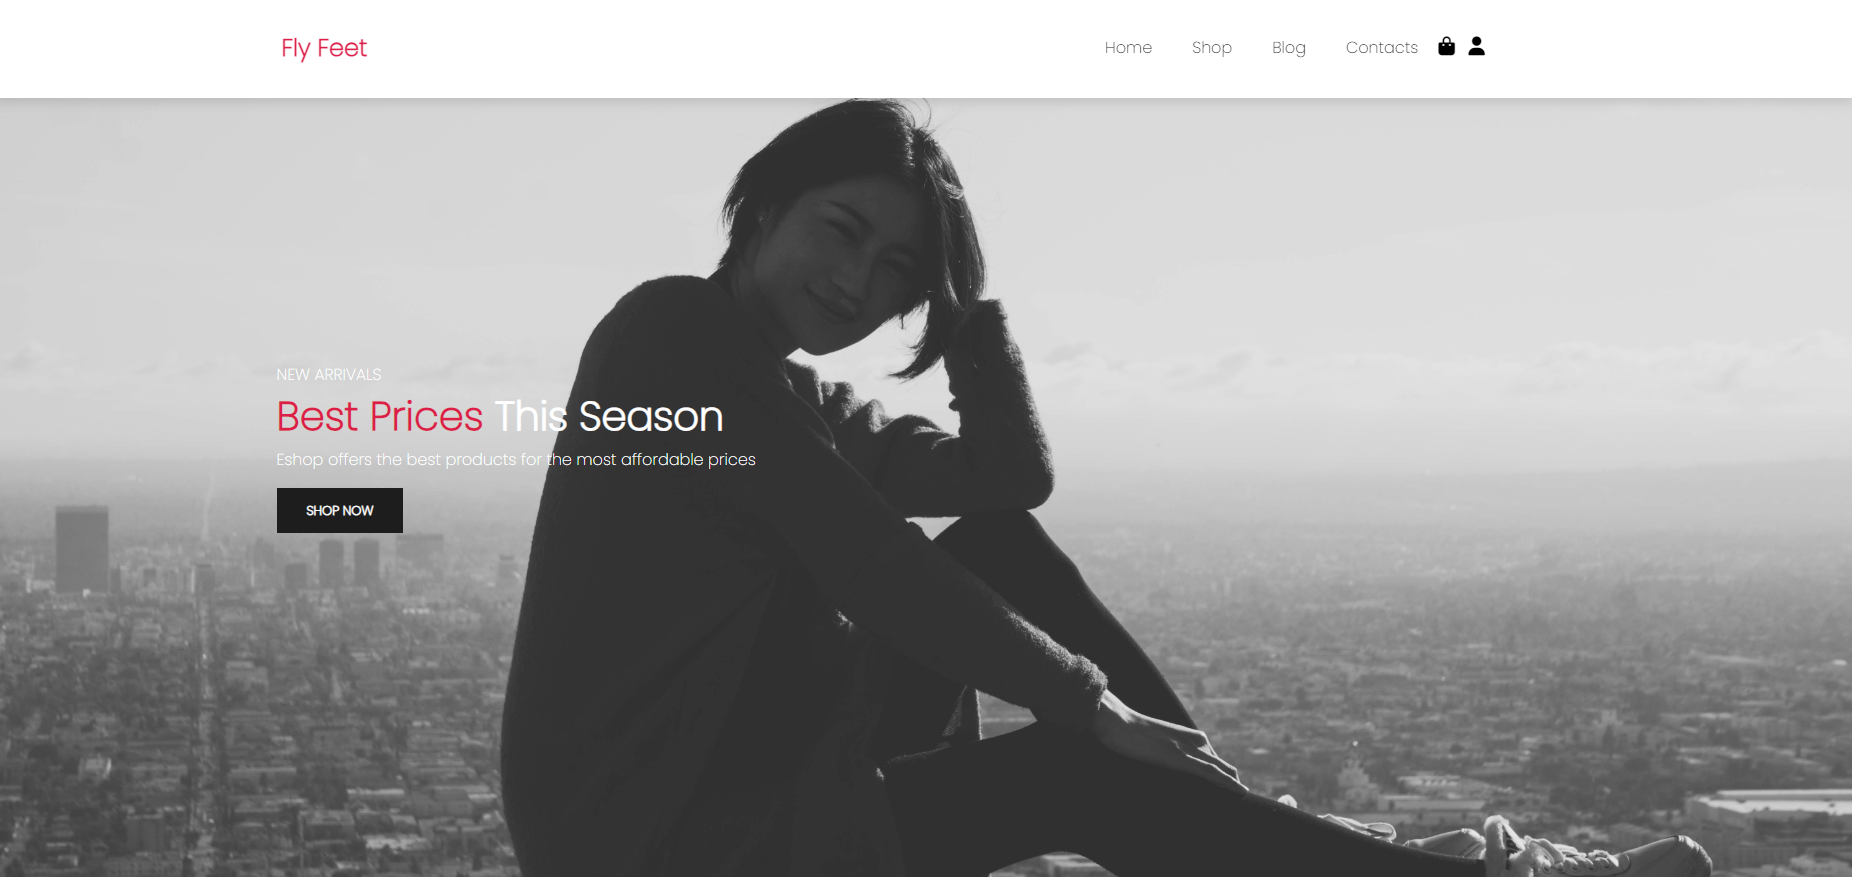 Fly Feet
Home Shop Blog Contacts
NEW ARRIVALS
Best Prices This Season
Eshop offers the best products for the most affordable prices
SHOP NOW